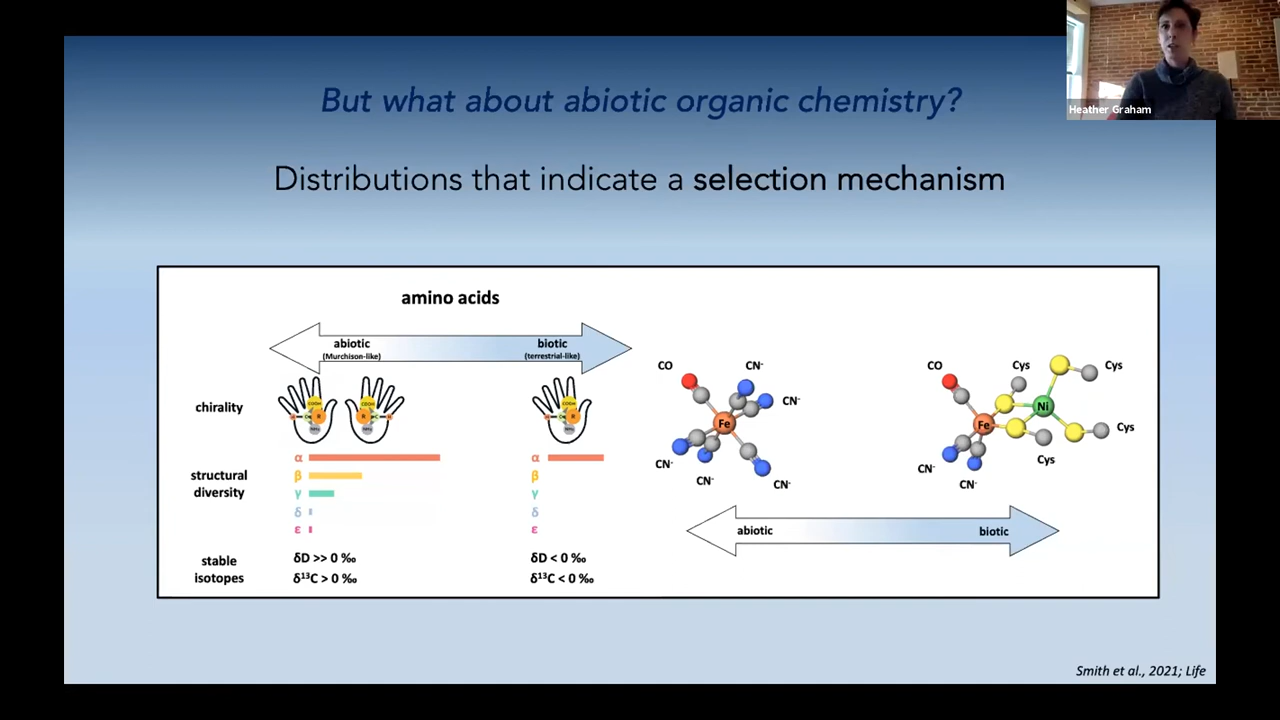 But what about abiotic organic chemistry?
Heather Graham
Distributions that indicate a selection mechanism
amino acids
abiotic
(Murchison-like)
biotic
(terrestrial-like)
chirality
COOH
R
COOH
R
COOH
R
structural
diversity
α
β
γ
δ
ε
α
β
γ
δ
ε
stable
isotopes
δD >> 0 ‰
δ¹³C > 0 ‰
δD < 0 ‰
δ¹³C < 0 ‰
CO
CN⁻
CN⁻
Fe
CN⁻
CN⁻
CN⁻
CO
Cys
Cys
Ni
Fe
Cys
Cys
CN⁻
CN⁻
abiotic
biotic
Smith et al., 2021; Life